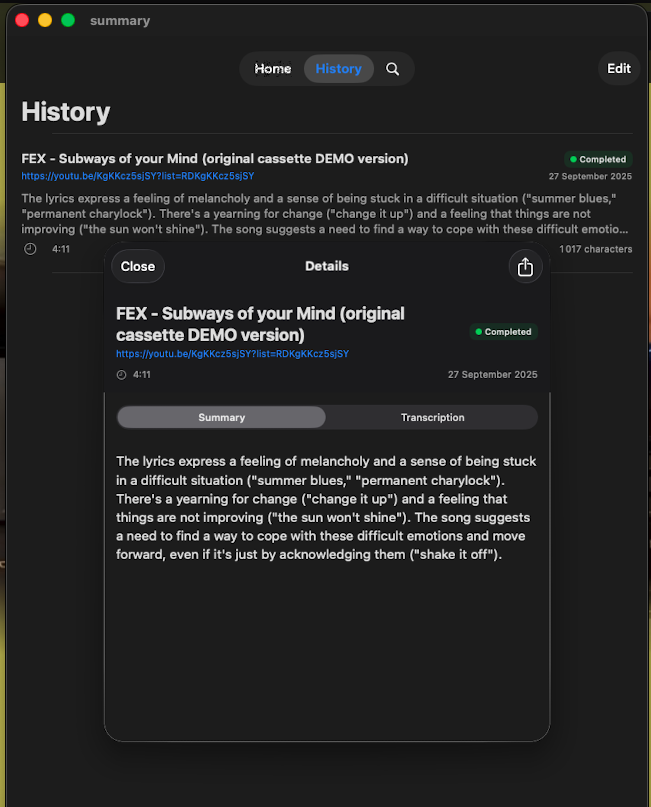 summary
Home History
Edit
History
FEX - Subways of your Mind (original cassette DEMO version)
Completed
https://youtu.be/KgKKcz5sjSY?list=RDKgKKcz5sjSY
27 September 2025
The lyrics express a feeling of melancholy and a sense of being stuck in a difficult situation ("summer blues,"
"permanent charylock"). There's a yearning for change ("change it up") and a feeling that things are not
improving ("the sun won't shine"). The song suggests a need to find a way to cope with these difficult emotio...
4:11
1 017 characters
Close
Details
FEX - Subways of your Mind (original
cassette DEMO version)
Completed
https://youtu.be/KgKKcz5sjSY?list=RDKgKKcz5sjSY
4:11
27 September 2025
Summary
Transcription
The lyrics express a feeling of melancholy and a sense of being stuck
in a difficult situation ("summer blues," "permanent charylock").
There's a yearning for change ("change it up") and a feeling that
things are not improving ("the sun won't shine"). The song suggests
a need to find a way to cope with these difficult emotions and move
forward, even if it's just by acknowledging them ("shake it off").